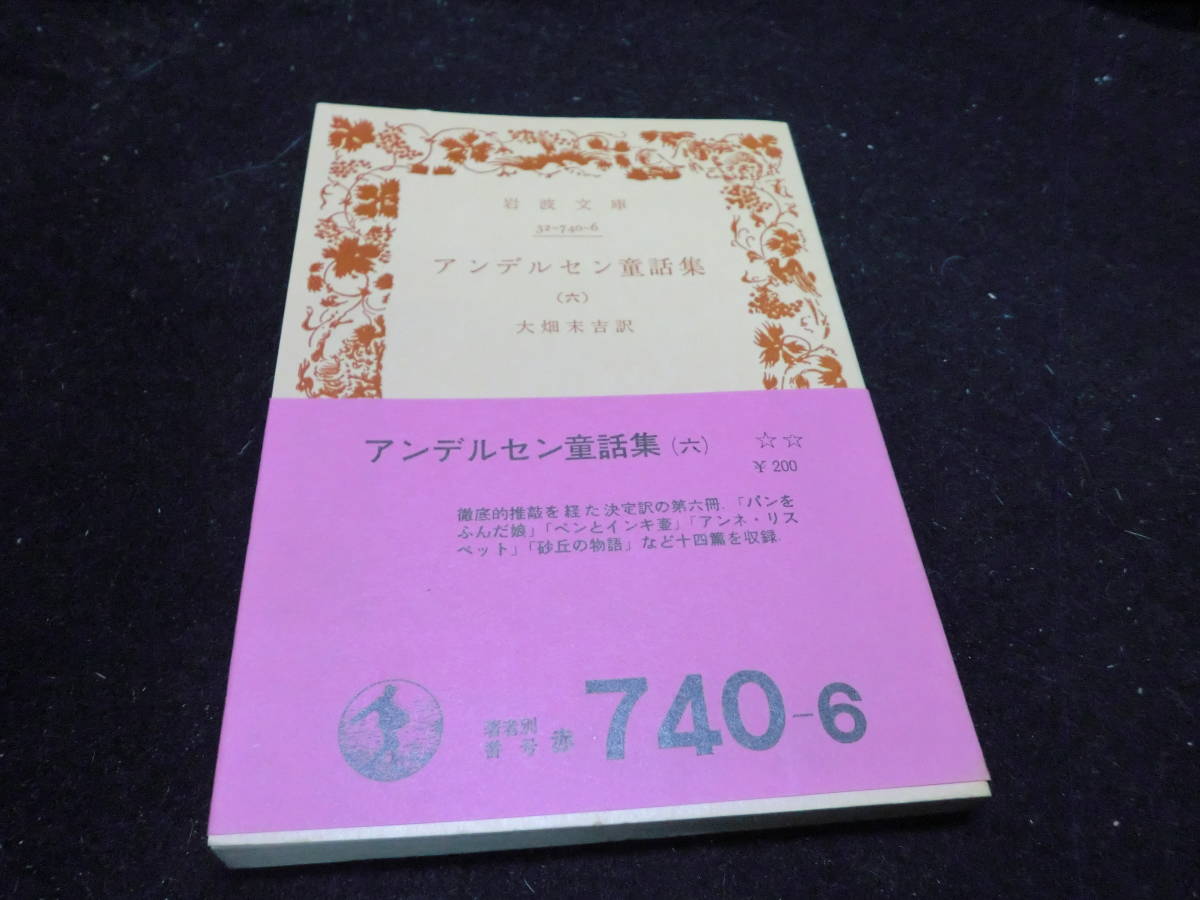 岩波文庫
32-740-6
アンデルセン童話集
(六)
大畑末吉訳
アンデルセン童話集(六)
☆☆
¥200
徹底的推敲を経た決定訳の第六冊.「パンを
ふんだ娘」「ペンとインキ壺」「アンネ・リス
ベット」「砂丘の物語」など十四篇を収録.
著者別
番号
赤 740-6